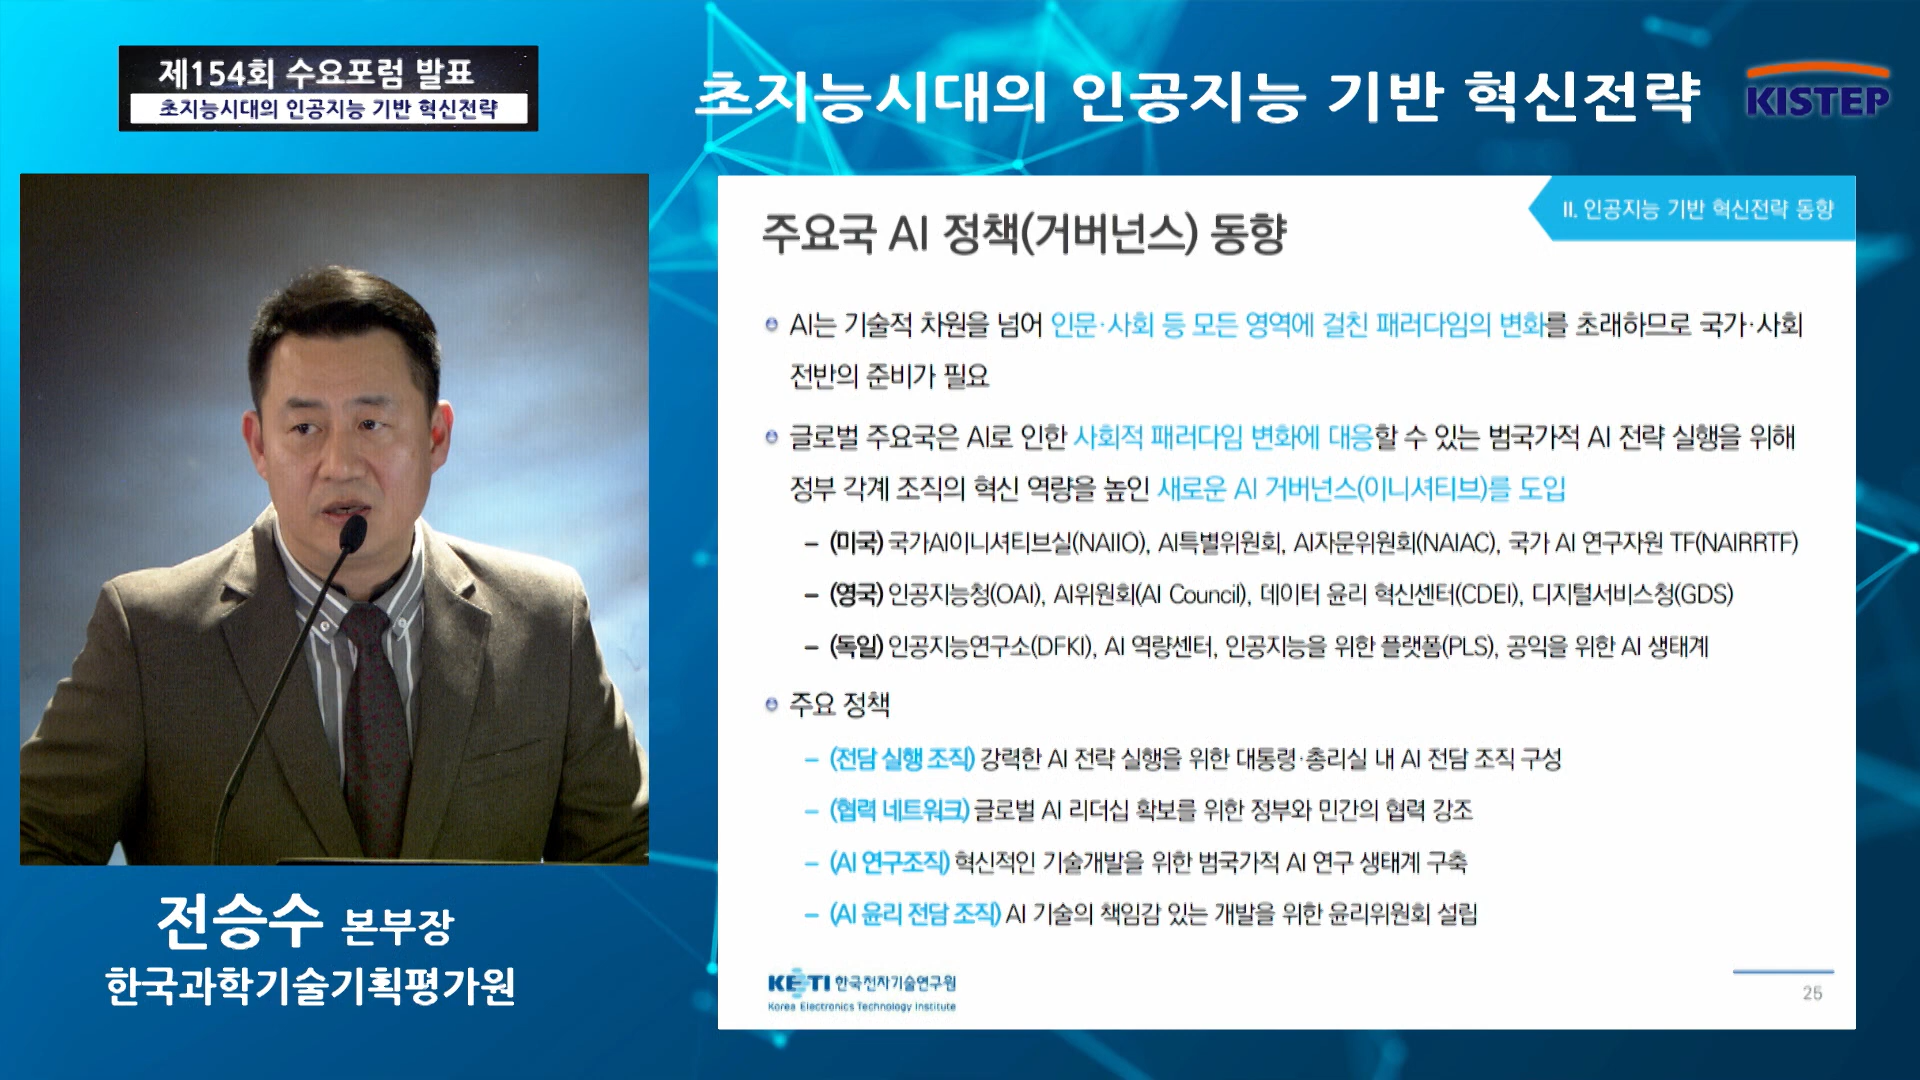 제154회 수요포럼 발표
초지능시대의 인공지능 기반 혁신전략
초지능시대의 인공지능 기반 혁신전략
KISTEP
II. 인공지능 기반 혁신전략 동향
주요국 AI 정책(거버넌스) 동향
AI는 기술적 차원을 넘어 인문·사회 등 모든 영역에 걸친 패러다임의 변화를 초래하므로 국가·사회
전반의 준비가 필요
글로벌 주요국은 AI로 인한 사회적 패러다임 변화에 대응할 수 있는 범국가적 AI 전략 실행을 위해
정부 각계 조직의 혁신 역량을 높인 새로운 AI 거버넌스(이니셔티브)를 도입
– (미국) 국가AI이니셔티브실(NAIIO), AI특별위원회, AI자문위원회(NAIAC), 국가 AI 연구자원 TF(NAIRRTF)
– (영국) 인공지능청(OAI), AI위원회(AI Council), 데이터 윤리 혁신센터(CDEI), 디지털서비스청(GDS)
– (독일) 인공지능연구소(DFKI), AI 역량센터, 인공지능을 위한 플랫폼(PLS), 공익을 위한 AI 생태계
주요 정책
– (전담 실행 조직) 강력한 AI 전략 실행을 위한 대통령·총리실 내 AI 전담 조직 구성
– (협력 네트워크) 글로벌 AI 리더십 확보를 위한 정부와 민간의 협력 강조
– (AI 연구조직) 혁신적인 기술개발을 위한 범국가적 AI 연구 생태계 구축
– (AI 윤리 전담 조직) AI 기술의 책임감 있는 개발을 위한 윤리위원회 설립
KETI 한국전자기술연구원
Korea Electronics Technology Institute
25
전승수 본부장
한국과학기술기획평가원